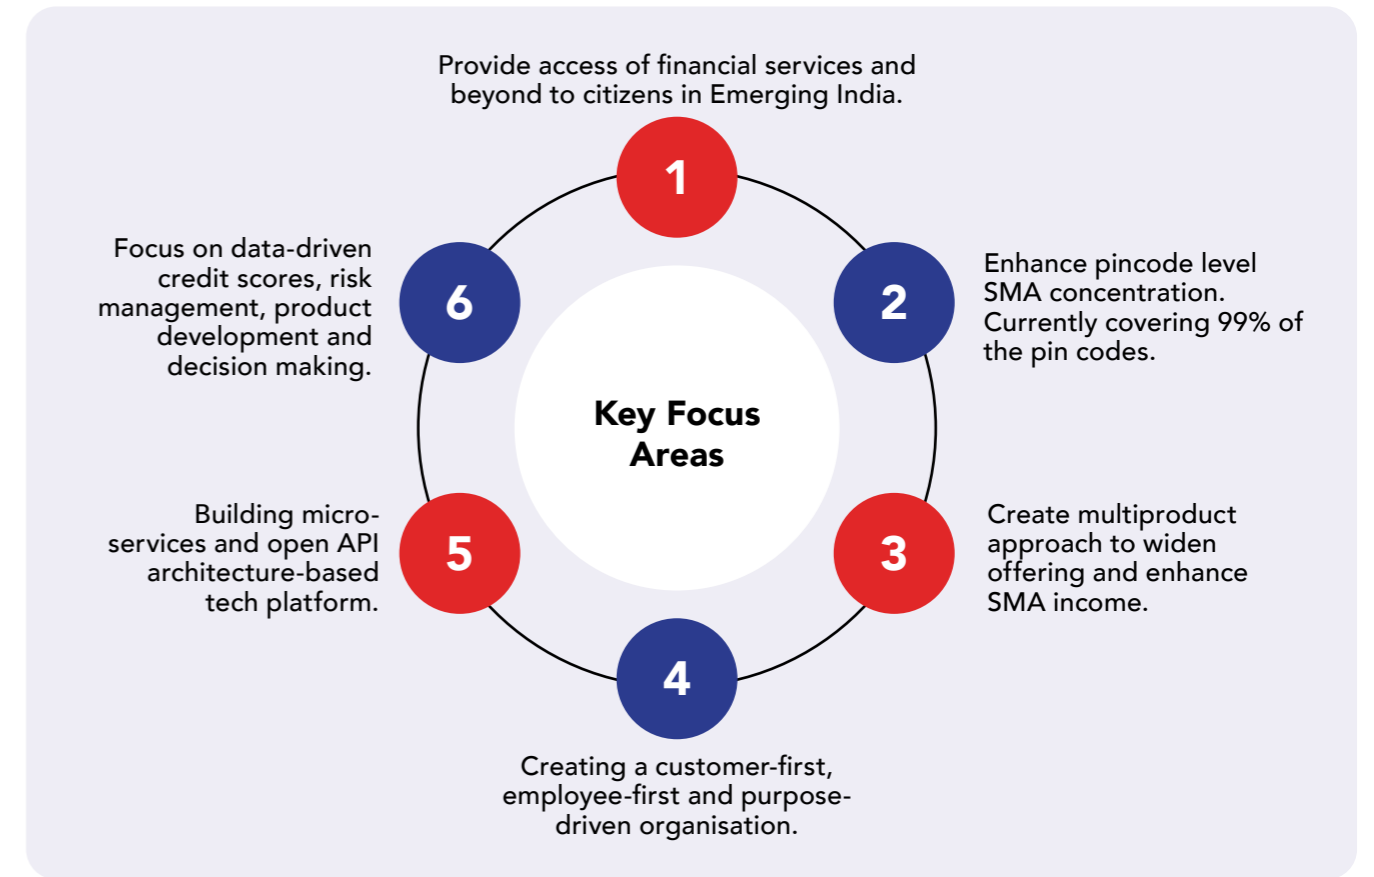 Provide access of financial services and
beyond to citizens in Emerging India.
1
Enhance pincode level
SMA concentration.
Currently covering 99% of
the pin codes.
2
Create multiproduct
approach to widen
offering and enhance
SMA income.
3
4
Creating a customer-first,
employee-first and purpose-
driven organisation.
Building micro-
services and open API
architecture-based
tech platform.
5
Focus on data-driven
credit scores, risk
management, product
development and
decision making.
6
Key Focus
Areas